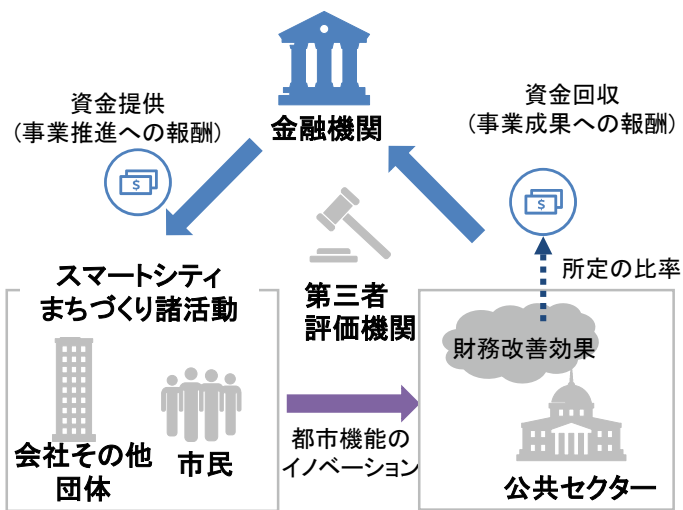 資金提供
(事業推進への報酬)
$
金融機関
資金回収
(事業成果への報酬)
$
所定の比率
スマートシティ
まちづくり諸活動
第三者
評価機関
財務改善効果
会社その他
団体
市民
都市機能の
イノベーション
公共セクター